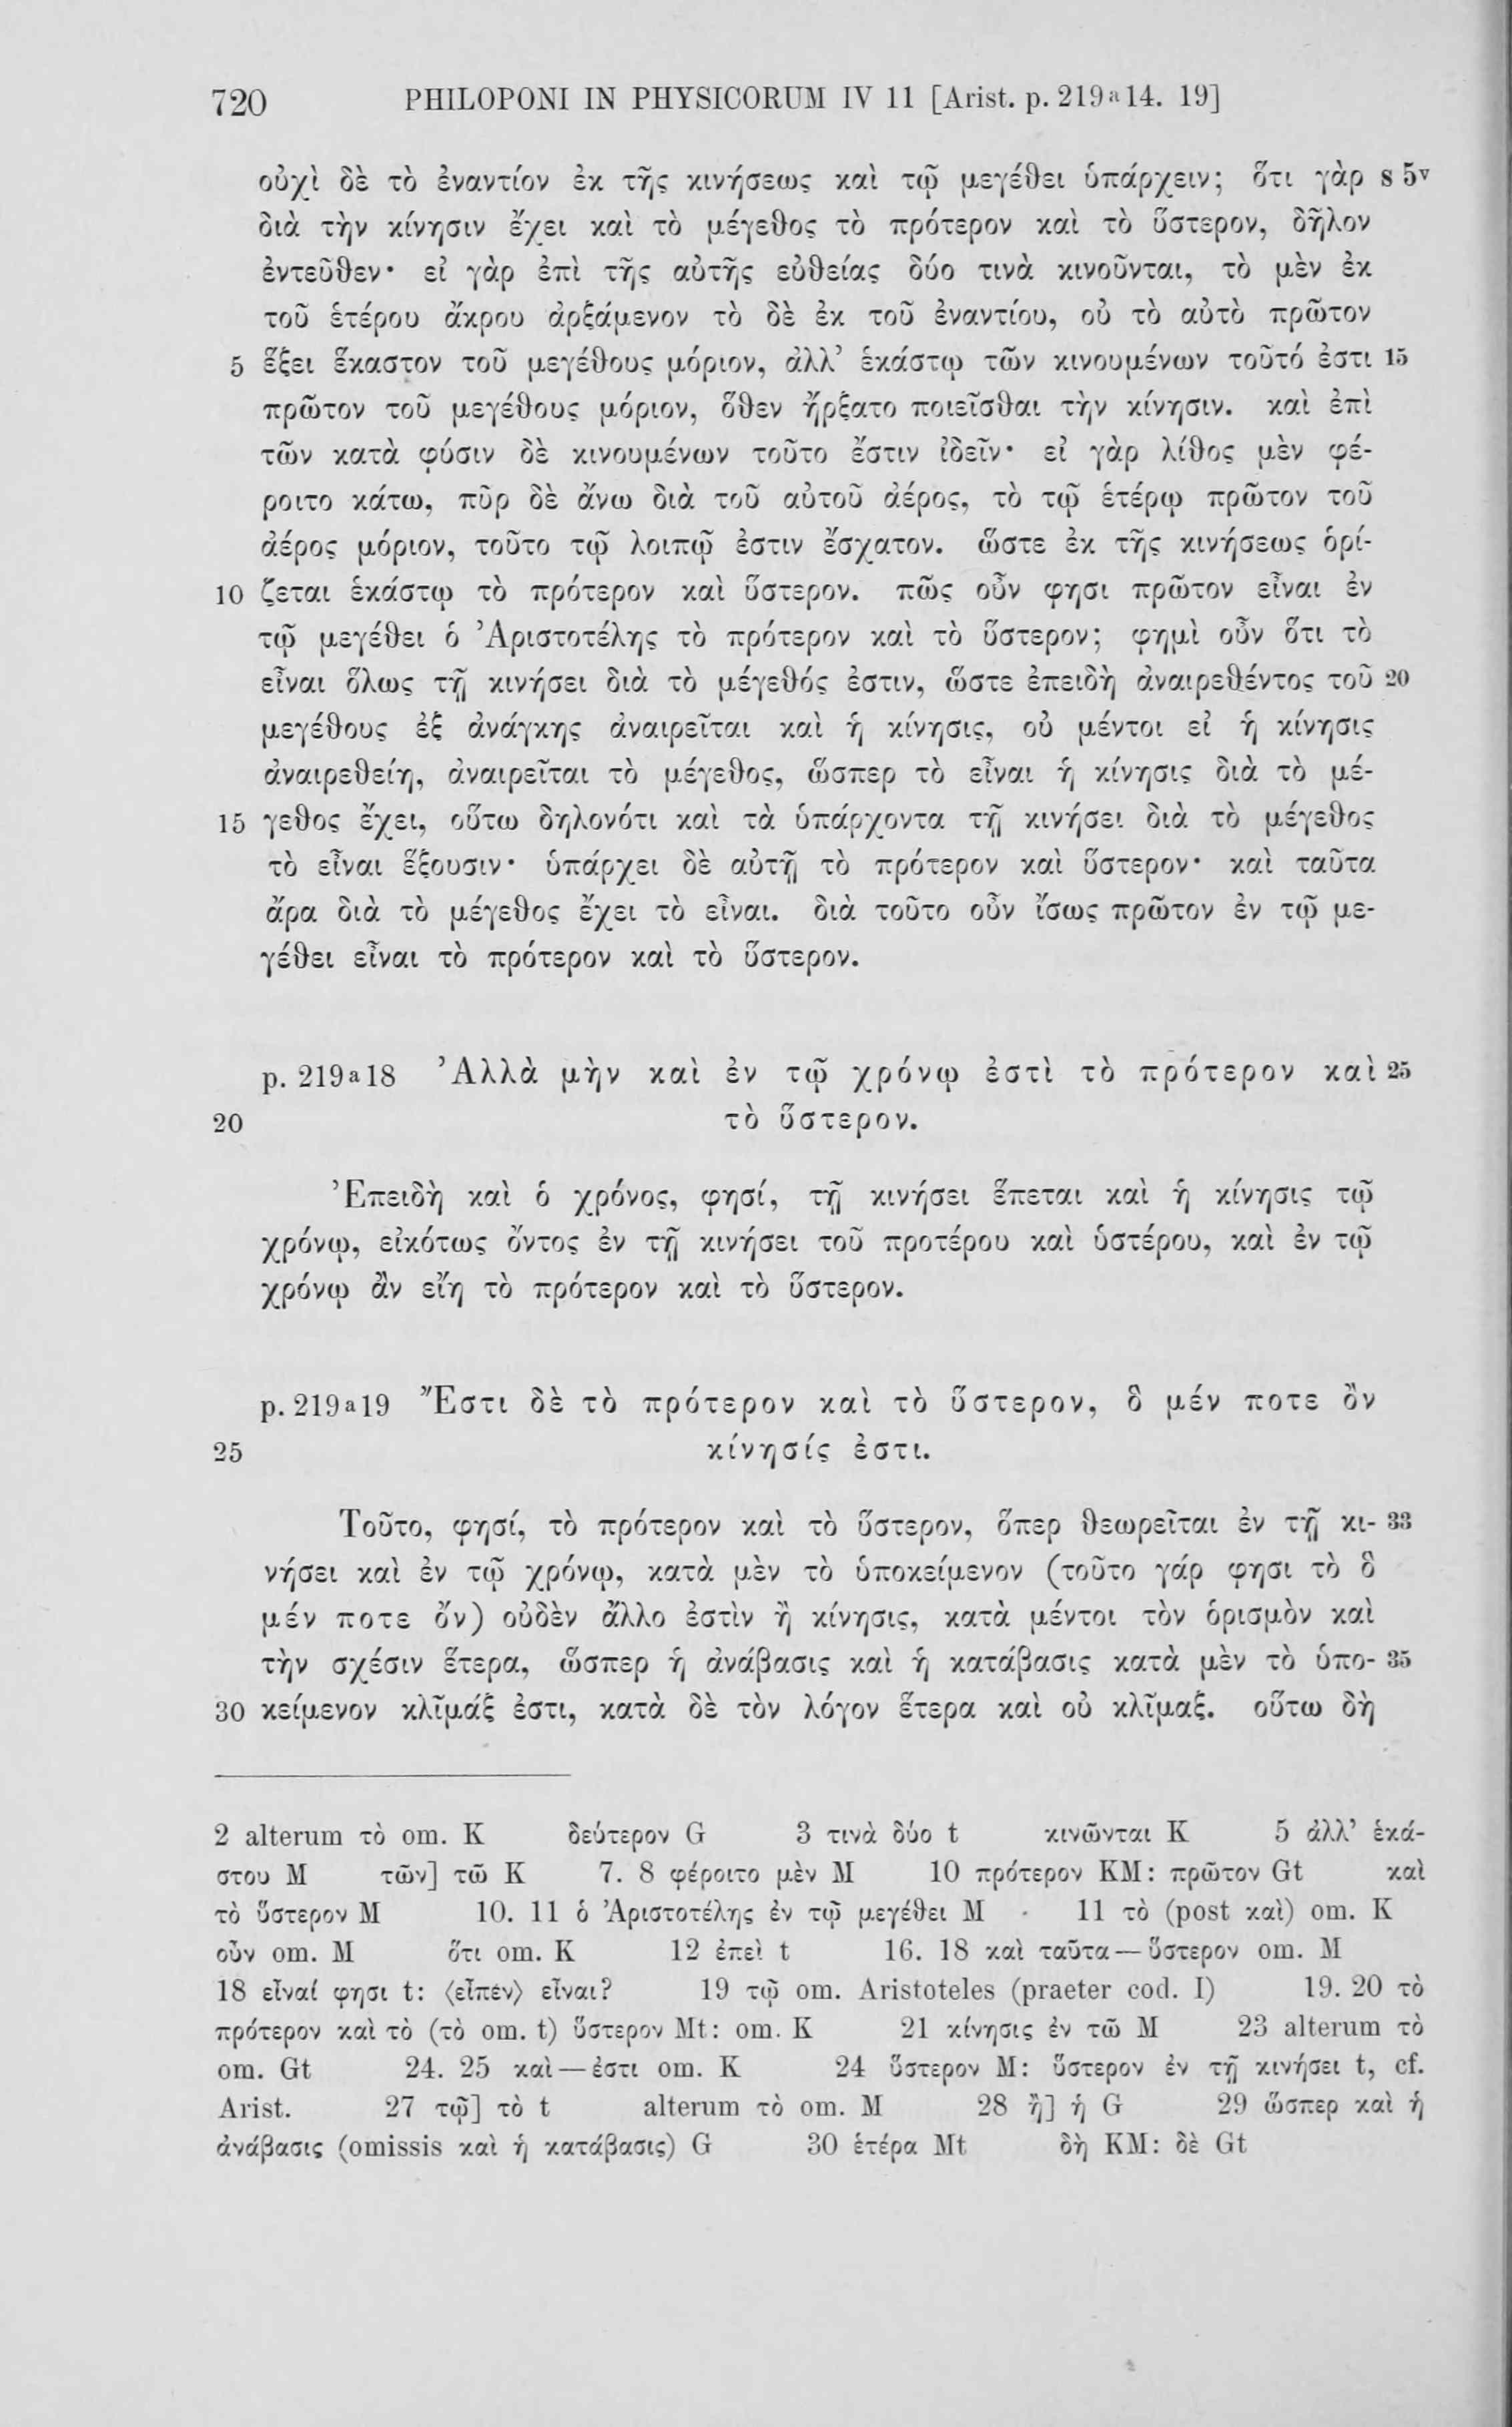 720 PHILOPONI IN PHYSICORUM IV 11 [Arist. p. 219a14. 19]
οὐχὶ δὲ τὸ ἐναντίον ἐκ τῆς κινήσεως καὶ τῷ μεγέθει ὑπάρχειν; ὅτι γὰρ s 5v
διὰ τὴν κίνησιν ἔχει καὶ τὸ μέγεθος τὸ πρότερον καὶ τὸ ὕστερον, δῆλον
ἐντεῦθεν· εἰ γὰρ ἐπὶ τῆς αὐτῆς εὐθείας δύο τινὰ κινοῦνται, τὸ μὲν ἐκ
τοῦ ἑτέρου ἄκρου ἀρξάμενον τὸ δὲ ἐκ τοῦ ἐναντίου, οὐ τὸ αὐτὸ πρῶτον
5 ἕξει ἕκαστον τοῦ μεγέθους μόριον, ἀλλ’ ἑκάστῳ τῶν κινουμένων τοῦτό ἐστι 15
πρῶτον τοῦ μεγέθους μόριον, ὅθεν ἤρξατο ποιεῖσθαι τὴν κίνησιν. καὶ ἐπὶ
τῶν κατὰ φύσιν δὲ κινουμένων τοῦτο ἔστιν ἰδεῖν· εἰ γὰρ λίθος μὲν φέ-
ροιτο κάτω, πῦρ δὲ ἄνω διὰ τοῦ αὐτοῦ ἀέρος, τὸ τῷ ἑτέρῳ πρῶτον τοῦ
ἀέρος μόριον, τοῦτο τῷ λοιπῷ ἐστιν ἔσχατον. ὥστε ἐκ τῆς κινήσεως ὁρί-
10 ζεται ἑκάστῳ τὸ πρότερον καὶ ὕστερον. πῶς οὖν φησι πρῶτον εἶναι ἐν
τῷ μεγέθει ὁ Ἀριστοτέλης τὸ πρότερον καὶ τὸ ὕστερον; φημὶ οὖν ὅτι τὸ
εἶναι ὅλως τῇ κινήσει διὰ τὸ μέγεθός ἐστιν, ὥστε ἐπειδὴ ἀναιρεθέντος τοῦ 20
μεγέθους ἐξ ἀνάγκης ἀναιρεῖται καὶ ἡ κίνησις, οὐ μέντοι εἰ ἡ κίνησις
ἀναιρεθείη, ἀναιρεῖται τὸ μέγεθος, ὥσπερ τὸ εἶναι ἡ κίνησις διὰ τὸ μέ-
15 γεθος ἔχει, οὕτω δηλονότι καὶ τὰ ὑπάρχοντα τῇ κινήσει διὰ τὸ μέγεθος
τὸ εἶναι ἕξουσιν· ὑπάρχει δὲ αὐτῇ τὸ πρότερον καὶ ὕστερον· καὶ ταῦτα
ἄρα διὰ τὸ μέγεθος ἔχει τὸ εἶναι. διὰ τοῦτο οὖν ἴσως πρῶτον ἐν τῷ με-
γέθει εἶναι τὸ πρότερον καὶ τὸ ὕστερον.
p. 219a18 Ἀλλὰ μὴν καὶ ἐν τῷ χρόνῳ ἐστὶ τὸ πρότερον καὶ 25
20 τὸ ὕστερον.
Ἐπειδὴ καὶ ὁ χρόνος, φησί, τῇ κινήσει ἕπεται καὶ ἡ κίνησις τῷ
χρόνῳ, εἰκότως ὄντος ἐν τῇ κινήσει τοῦ προτέρου καὶ ὑστέρου, καὶ ἐν τῷ
χρόνῳ ἂν εἴη τὸ πρότερον καὶ τὸ ὕστερον.
p. 219a19 Ἔστι δὲ τὸ πρότερον καὶ τὸ ὕστερον, ὃ μέν ποτε ὂν
25 κίνησίς ἐστι.
Τοῦτο, φησί, τὸ πρότερον καὶ τὸ ὕστερον, ὅπερ θεωρεῖται ἐν τῇ κι- 33
νήσει καὶ ἐν τῷ χρόνῳ, κατὰ μὲν τὸ ὑποκείμενον (τοῦτο γάρ φησι τὸ ὃ
μέν ποτε ὄν) οὐδὲν ἄλλο ἐστὶν ἢ κίνησις, κατὰ μέντοι τὸν ὁρισμὸν καὶ
τὴν σχέσιν ἕτερα, ὥσπερ ἡ ἀνάβασις καὶ ἡ κατάβασις κατὰ μὲν τὸ ὑπο- 35
30 κείμενον κλῖμάξ ἐστι, κατὰ δὲ τὸν λόγον ἕτερα καὶ οὐ κλῖμαξ. οὕτω δὴ
2 alterum τὸ om. K δεύτερον G 3 τινὰ δύο t κινῶνται K 5 ἀλλ’ ἑκά-
στου M τῶν] τῶ K 7. 8 φέροιτο μὲν M 10 πρότερον KM: πρῶτον Gt καὶ
τὸ ὕστερον M 10. 11 ὁ Ἀριστοτέλης ἐν τῷ μεγέθει M 11 τὸ (post καὶ) om. K
οὖν om. M ὅτι om. K 12 ἐπεὶ t 16. 18 καὶ ταῦτα—ὕστερον om. M
18 εἶναί φησι t: ⟨εἶπεν⟩ εἶναι? 19 τῷ om. Aristoteles (praeter cod. I) 19. 20 τὸ
πρότερον καὶ τὸ (τὸ om. t) ὕστερον Mt: om. K 21 κίνησις ἐν τῶ M 23 alterum τὸ
om. Gt 24. 25 καὶ—ἐστι om. K 24 ὕστερον M: ὕστερον ἐν τῇ κινήσει t, cf.
Arist. 27 τῷ] τὸ t alterum τὸ om. M 28 ἢ] ἡ G 29 ὥσπερ καὶ ἡ
ἀνάβασις (omissis καὶ ἡ κατάβασις) G 30 ἑτέρα Mt δὴ KM: δὲ Gt